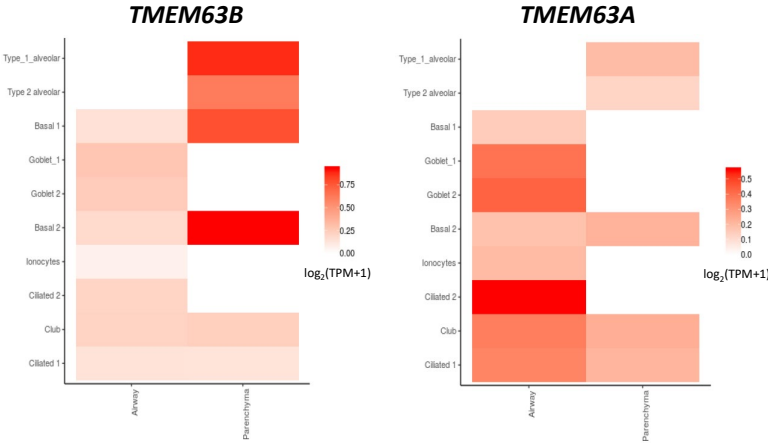 TMEM63B
Type_1_alveolar
Type 2 alveolar
Basal 1
Goblet_1
Goblet 2
Basal 2
Ionocytes
Ciliated 2
Club
Ciliated 1
Airway
Parenchyma
0.75
0.50
0.25
0.00
log2(TPM+1)
TMEM63A
Type_1_alveolar
Type 2 alveolar
Basal 1
Goblet_1
Goblet 2
Basal 2
Ionocytes
Ciliated 2
Club
Ciliated 1
Airway
Parenchyma
0.5
0.4
0.3
0.2
0.1
0.0
log2(TPM+1)